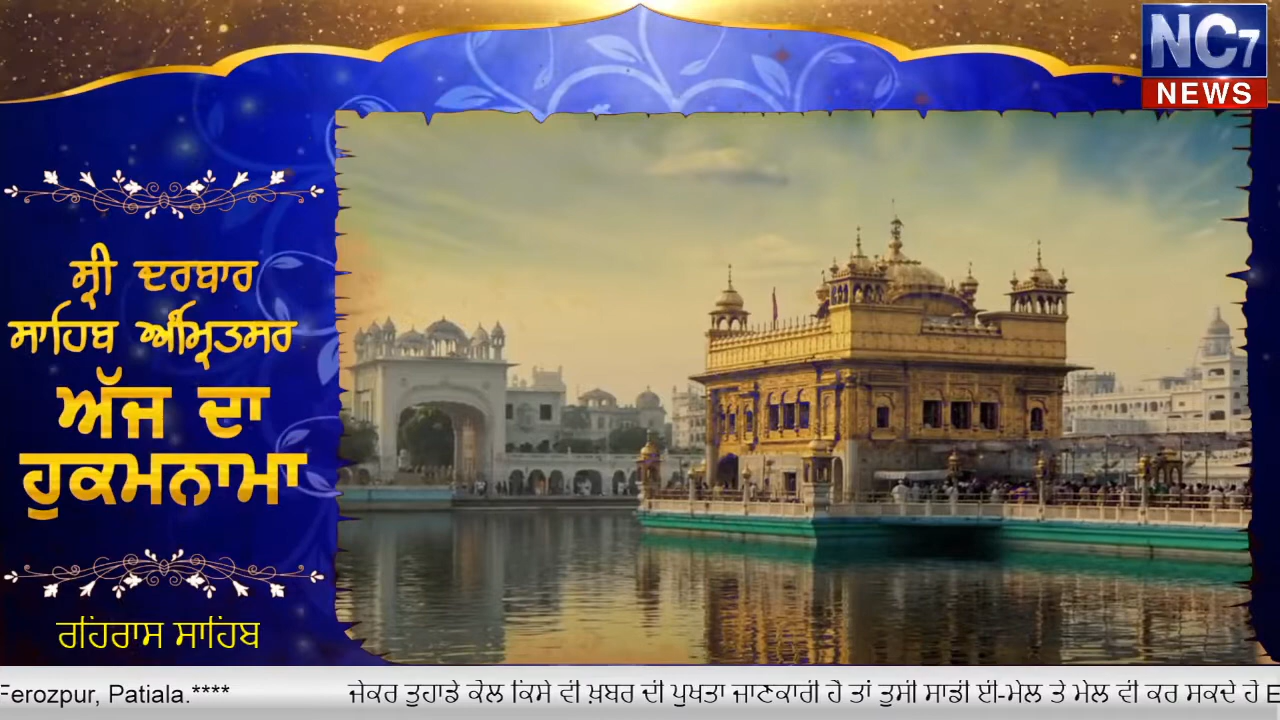 NC7
NEWS
ਸ੍ਰੀ ਦਰਬਾਰ
ਸਾਹਿਬ ਅੰਮ੍ਰਿਤਸਰ
ਅੱਜ ਦਾ
ਹੁਕਮਨਾਮਾ
ਰਹਿਰਾਸ ਸਾਹਿਬ
Ferozpur, Patiala.**** ਜੇਕਰ ਤੁਹਾਡੇ ਕੋਲ ਕਿਸੇ ਵੀ ਖ਼ਬਰ ਦੀ ਪੁਖਤਾ ਜਾਣਕਾਰੀ ਹੈ ਤਾਂ ਤੁਸੀ ਸਾਡੀ ਈ-ਮੇਲ ਤੇ ਮੇਲ ਵੀ ਕਰ ਸਕਦੇ ਹੋ E